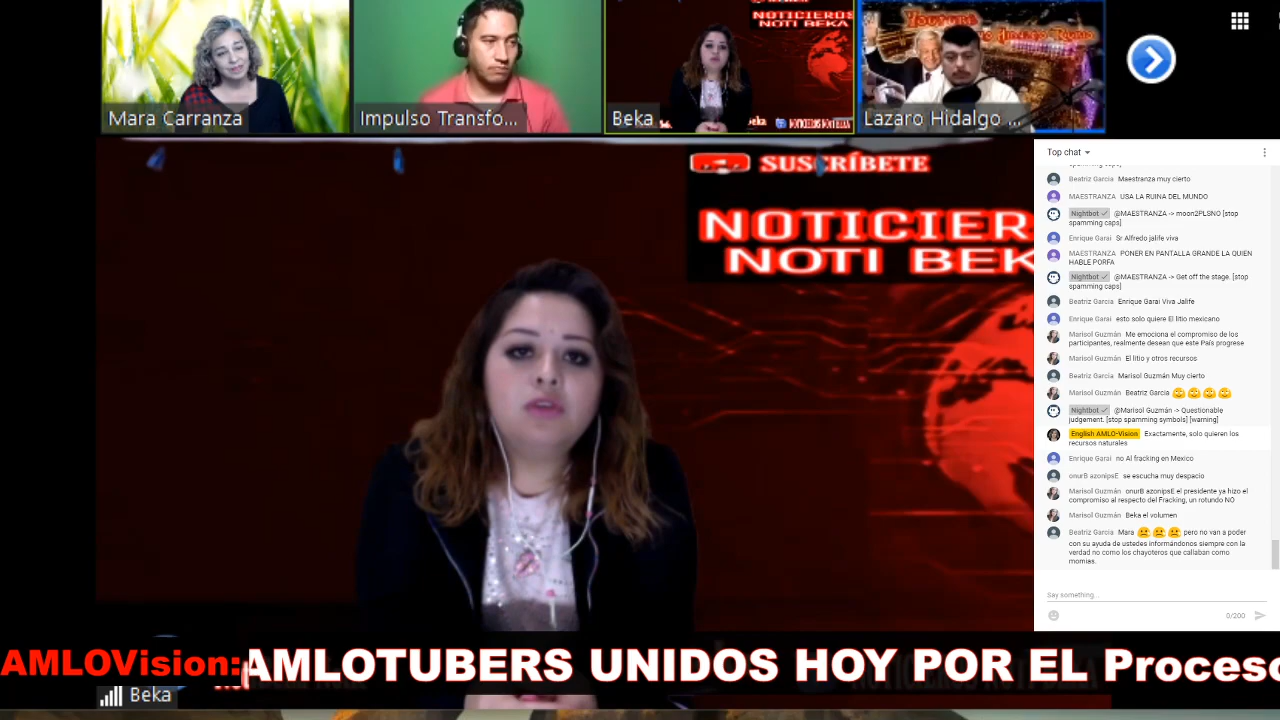 NOTICIEROS
NOTI BEKA
Mara Carranza
Impulso Transfo...
Beka
Lazaro Hidalgo ...
SUSCRÍBETE
NOTICIER
NOTI BEK
Top chat
spamming caps]
Beatriz Garcia Maestranza muy cierto
MAESTRANZA USA LA RUINA DEL MUNDO
Nightbot @MAESTRANZA -> moon2PLSNO [stop
spamming caps]
Enrique Garai Sr Alfredo jalife viva
MAESTRANZA PONER EN PANTALLA GRANDE LA QUIEN
HABLE PORFA
Nightbot @MAESTRANZA -> Get off the stage. [stop
spamming caps]
Beatriz Garcia Enrique Garai Viva Jalife
Enrique Garai esto solo quiere El litio mexicano
Marisol Guzmán Me emociona el compromiso de los
participantes, realmente desean que este País progrese
Marisol Guzmán El litio y otros recursos
Beatriz Garcia Marisol Guzmán Muy cierto
Marisol Guzmán Beatriz Garcia
Nightbot @Marisol Guzmán -> Questionable
judgement. [stop spamming symbols] [warning]
English AMLO-Vision Exactamente, solo quieren los
recursos naturales
Enrique Garai no Al fracking en Mexico
onurB azonipsE se escucha muy despacio
Marisol Guzmán onurB azonipsE el presidente ya hizo el
compromiso al respecto del Fracking, un rotundo NO
Marisol Guzmán Beka el volumen
Beatriz Garcia Mara pero no van a poder
con su ayuda de ustedes informándonos siempre con la
verdad no como los chayoteros que callaban como
momias.
Say something...
0/200
AMLOVision: AMLOTUBERS UNIDOS HOY POR EL Proceso
Beka